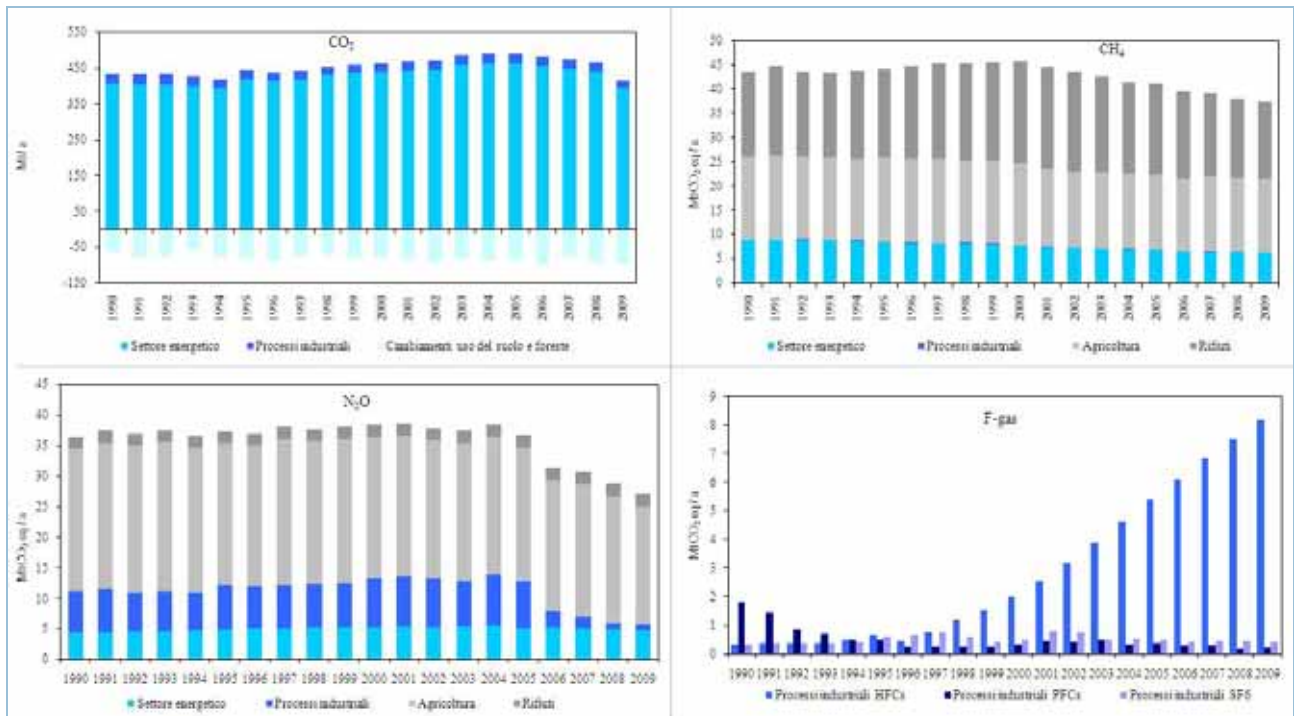 CO₂
550
450
350
250
150
50
-50
-150
Mt/a
1990 1991 1992 1993 1994 1995 1996 1997 1998 1999 2000 2001 2002 2003 2004 2005 2006 2007 2008 2009
Settore energetico Processi industriali Cambiamenti uso del suolo e foreste
CH₄
50
45
40
35
30
25
20
15
10
5
0
MtCO₂ eq / a
1990 1991 1992 1993 1994 1995 1996 1997 1998 1999 2000 2001 2002 2003 2004 2005 2006 2007 2008 2009
Settore energetico Processi industriali Agricoltura Rifiuti
N₂O
45
40
35
30
25
20
15
10
5
0
MtCO₂ eq / a
1990 1991 1992 1993 1994 1995 1996 1997 1998 1999 2000 2001 2002 2003 2004 2005 2006 2007 2008 2009
Settore energetico Processi industriali Agricoltura Rifiuti
F-gas
9
8
7
6
5
4
3
2
1
0
MtCO₂ eq / a
1990 1991 1992 1993 1994 1995 1996 1997 1998 1999 2000 2001 2002 2003 2004 2005 2006 2007 2008 2009
Processi industriali HFCs Processi industriali PFCs Processi industriali SF6